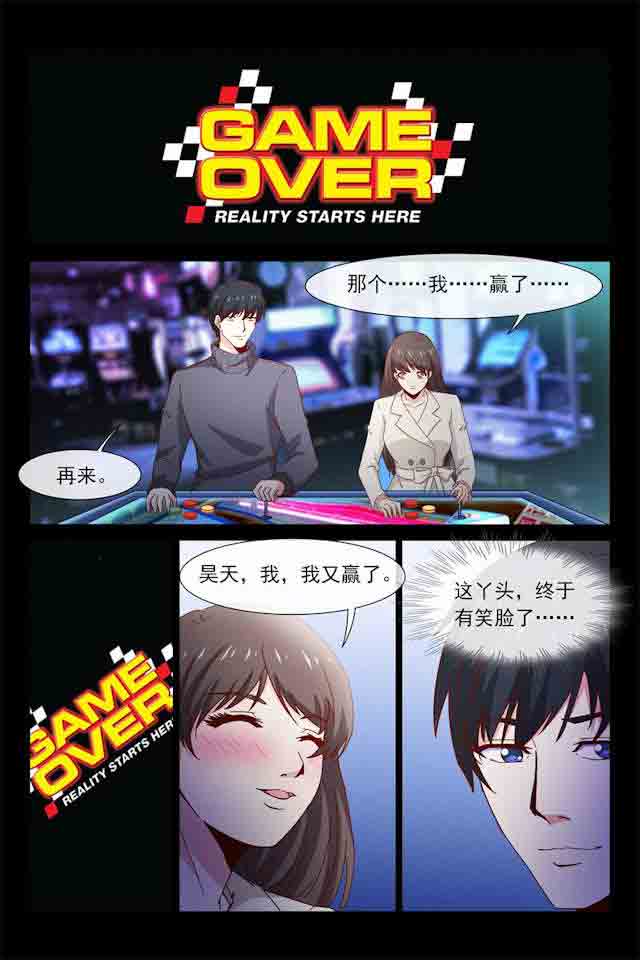 GAME
OVER
REALITY STARTS HERE
那个……我……赢了……
再来。
GAME
OVER
REALITY STARTS HERE
昊天，我，我又赢了。
这丫头，终于
有笑脸了……